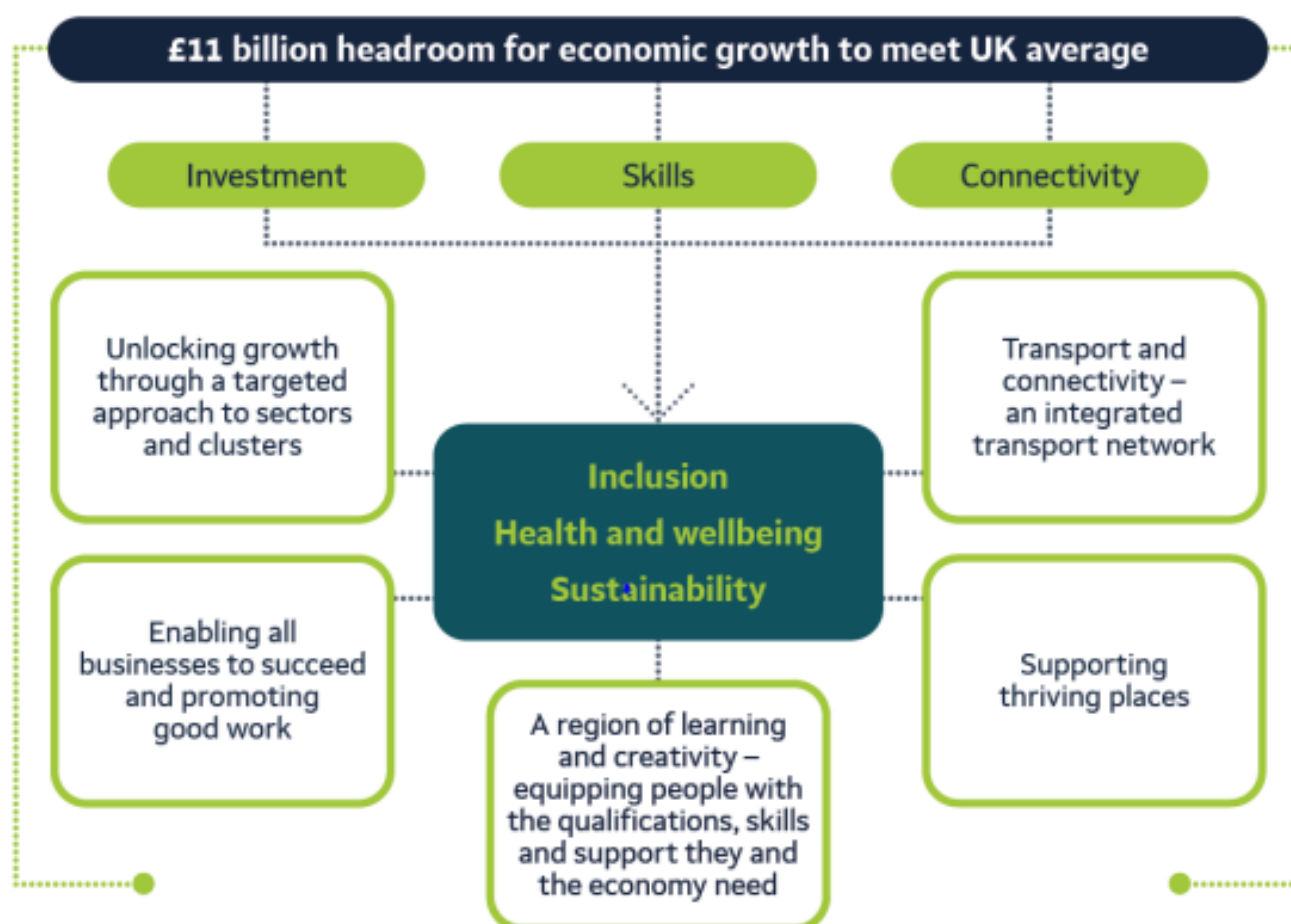 £11 billion headroom for economic growth to meet UK average
Investment
Skills
Connectivity
Unlocking growth
through a targeted
approach to sectors
and clusters
Transport and
connectivity –
an integrated
transport network
Inclusion
Health and wellbeing
Sustainability
Enabling all
businesses to succeed
and promoting
good work
Supporting
thriving places
A region of learning
and creativity –
equipping people with
the qualifications, skills
and support they and
the economy need